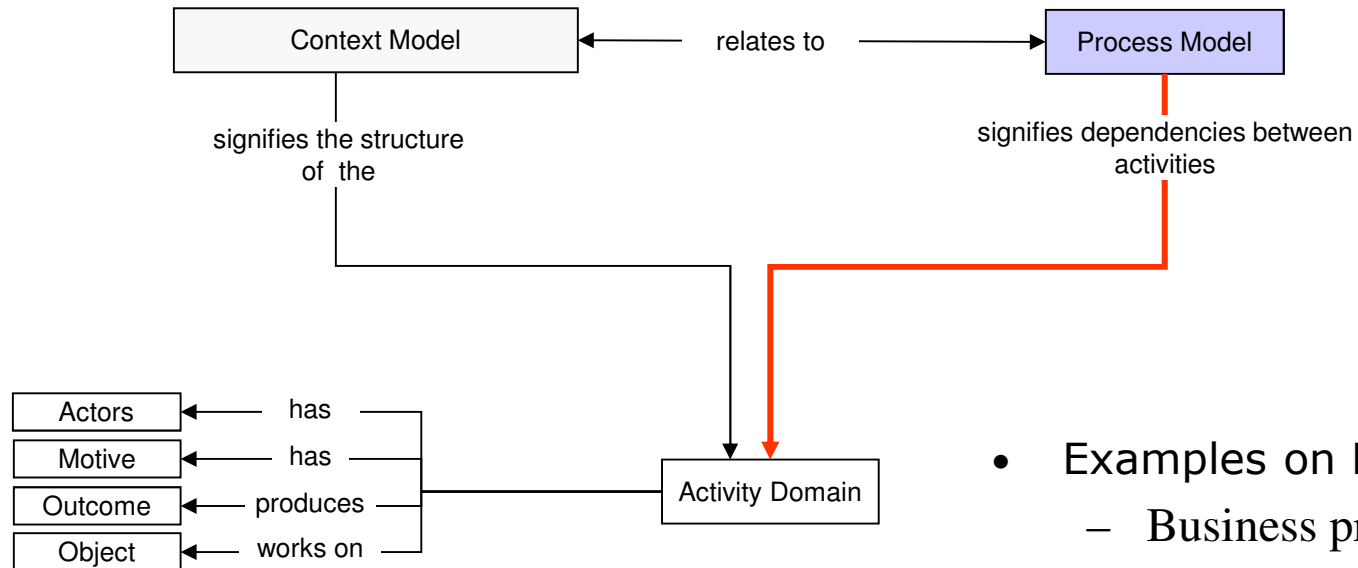 Context Model
relates to
Process Model
signifies the structure
of the
signifies dependencies between
activities
Actors
has
Motive
has
Outcome
produces
Object
works on
Activity Domain
• Examples on
– Business